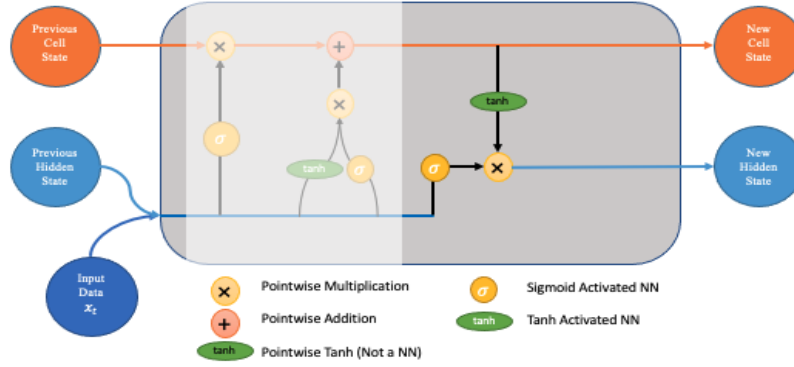 Previous
Cell
State
New
Cell
State
×
+
tanh
×
σ
Previous
Hidden
State
tanh
σ
σ
×
New
Hidden
State
Input
Data
x_t
× Pointwise Multiplication
σ Sigmoid Activated NN
+ Pointwise Addition
tanh Tanh Activated NN
tanh Pointwise Tanh (Not a NN)